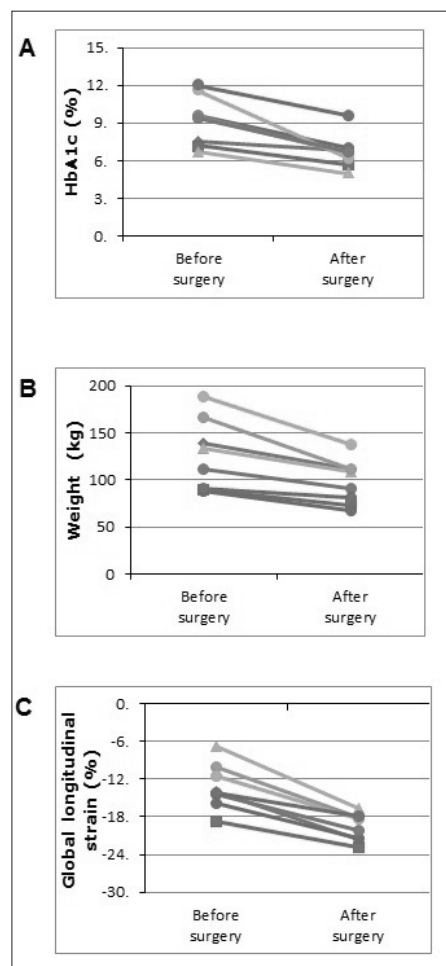 A
HbA1c (%)
15.
12.
9.
6.
3.
0.
Before surgery
After surgery
B
Weight (kg)
200
150
100
50
0
Before surgery
After surgery
C
Global longitudinal
strain (%)
0.
-6.
-12.
-18.
-24.
-30.
Before surgery
After surgery